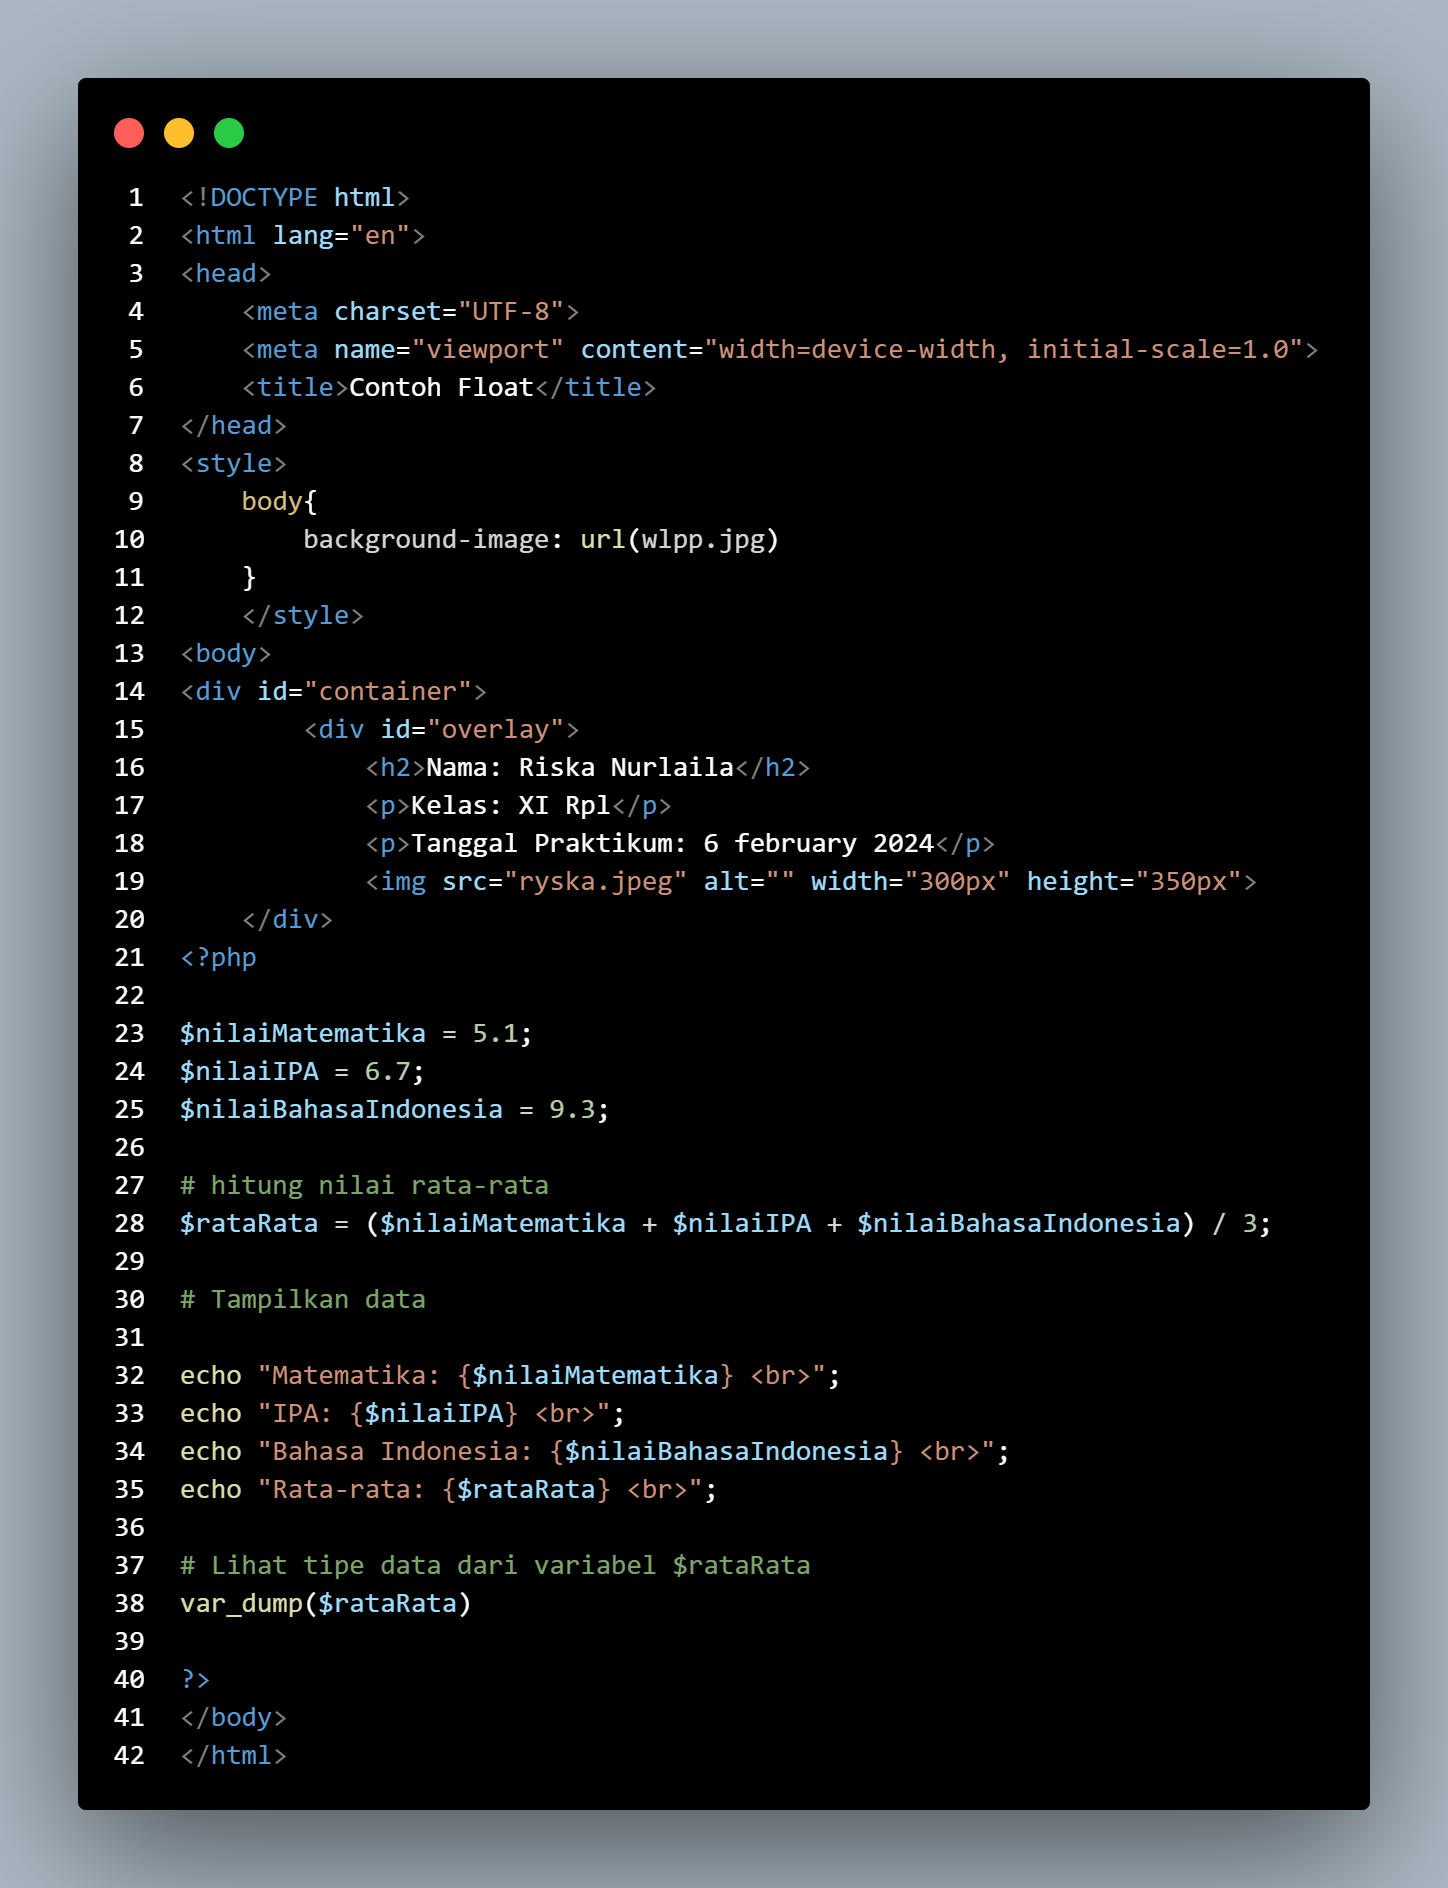 1 <!DOCTYPE html>
2 <html lang="en">
3 <head>
4     <meta charset="UTF-8">
5     <meta name="viewport" content="width=device-width, initial-scale=1.0">
6     <title>Contoh Float</title>
7 </head>
8 <style>
9     body{
10         background-image: url(wlpp.jpg)
11     }
12     </style>
13 <body>
14 <div id="container">
15         <div id="overlay">
16             <h2>Nama: Riska Nurlaila</h2>
17             <p>Kelas: XI Rpl</p>
18             <p>Tanggal Praktikum: 6 february 2024</p>
19             <img src="ryska.jpeg" alt="" width="300px" height="350px">
20     </div>
21 <?php
22
23 $nilaiMatematika = 5.1;
24 $nilaiIPA = 6.7;
25 $nilaiBahasaIndonesia = 9.3;
26
27 # hitung nilai rata-rata
28 $rataRata = ($nilaiMatematika + $nilaiIPA + $nilaiBahasaIndonesia) / 3;
29
30 # Tampilkan data
31
32 echo "Matematika: {$nilaiMatematika} <br>";
33 echo "IPA: {$nilaiIPA} <br>";
34 echo "Bahasa Indonesia: {$nilaiBahasaIndonesia} <br>";
35 echo "Rata-rata: {$rataRata} <br>";
36
37 # Lihat tipe data dari variabel $rataRata
38 var_dump($rataRata)
39
40 ?>
41 </body>
42 </html>